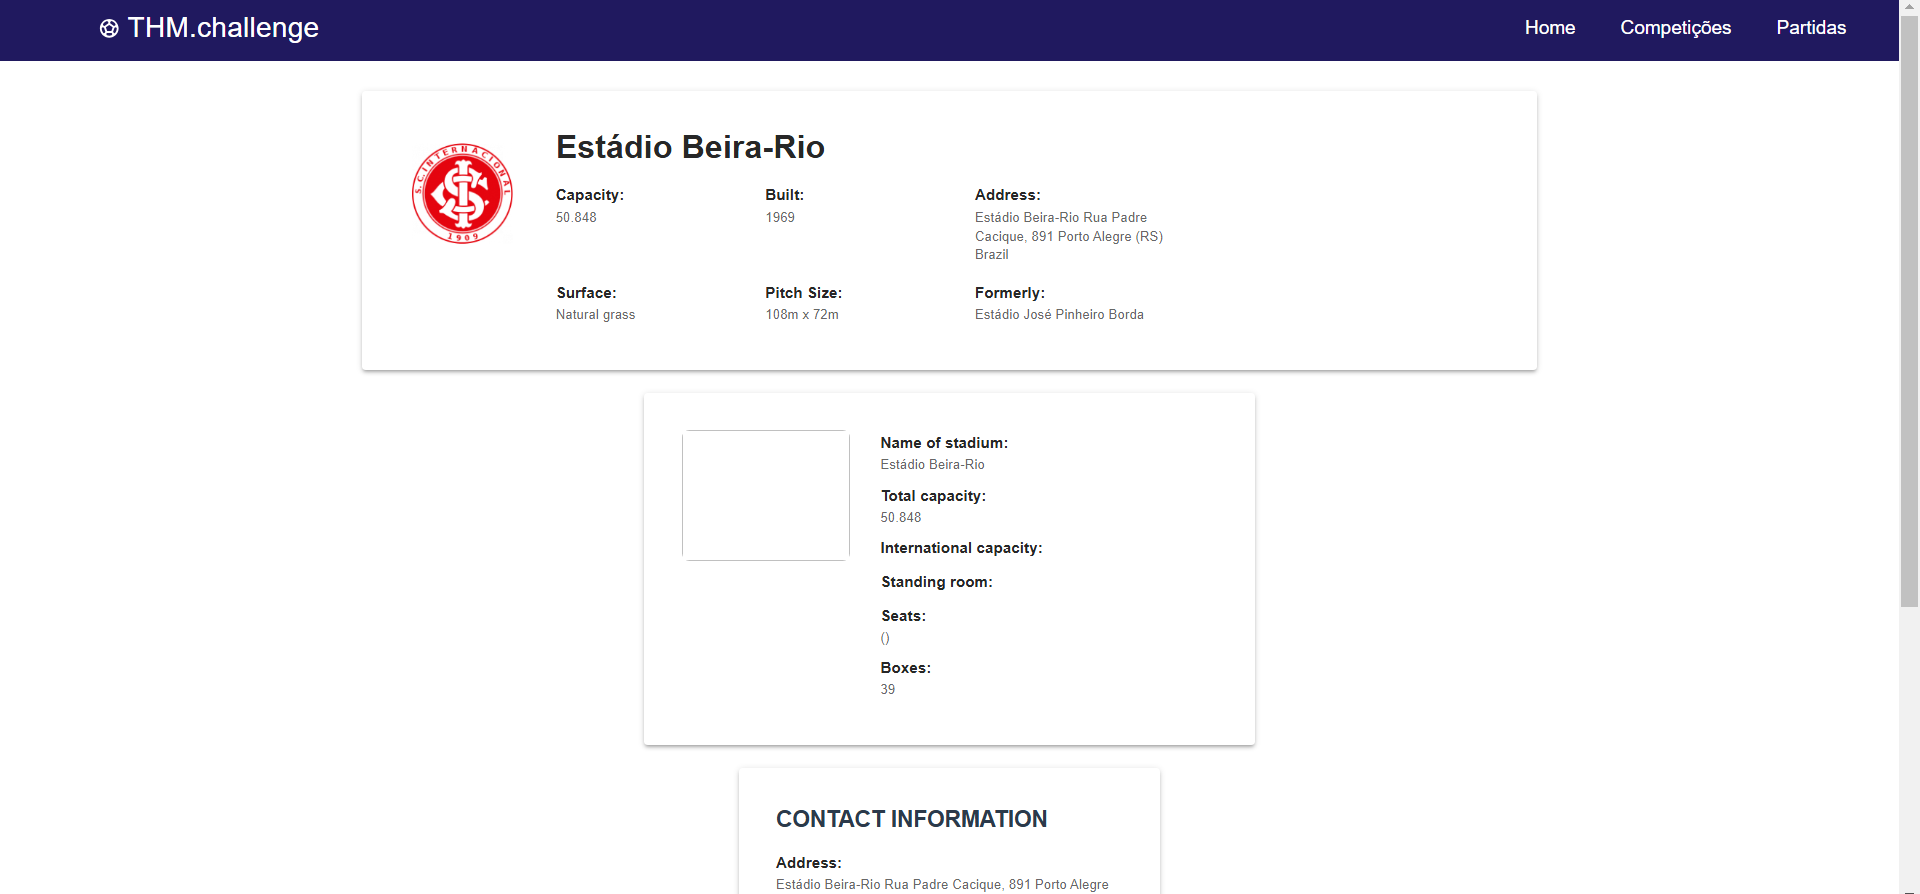 THM.challenge
Home Competições Partidas
S.C. INTERNACIONAL
1909
Estádio Beira-Rio
Capacity: Built: Address:
50.848 1969 Estádio Beira-Rio Rua Padre
Cacique, 891 Porto Alegre (RS)
Brazil
Surface: Pitch Size: Formerly:
Natural grass 108m x 72m Estádio José Pinheiro Borda
Name of stadium:
Estádio Beira-Rio
Total capacity:
50.848
International capacity:
Standing room:
Seats:
()
Boxes:
39
CONTACT INFORMATION
Address:
Estádio Beira-Rio Rua Padre Cacique, 891 Porto Alegre